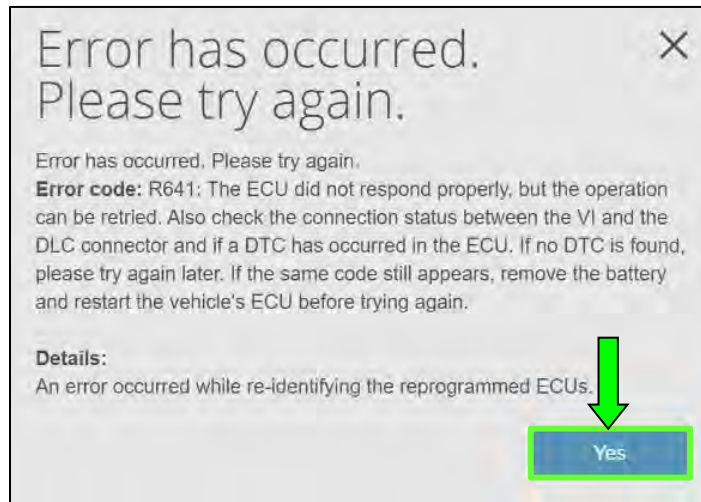 Error has occurred.
Please try again.
Error has occurred. Please try again.
Error code: R641: The ECU did not respond properly, but the operation
can be retried. Also check the connection status between the VI and the
DLC connector and if a DTC has occurred in the ECU. If no DTC is found,
please try again later. If the same code still appears, remove the battery
and restart the vehicle's ECU before trying again.
Details:
An error occurred while re-identifying the reprogrammed ECUs.
Yes